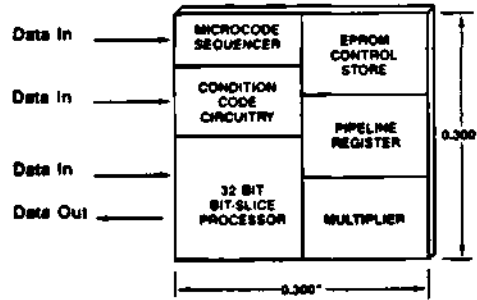 Data In
MICROCODE
SEQUENCER
EPROM
CONTROL
STORE
Data In
CONDITION
CODE
CIRCUITRY
PIPELINE
REGISTER
0.300
Data In
Data Out
32 BIT
BIT-SLICE
PROCESSOR
MULTIPLIER
0.300"